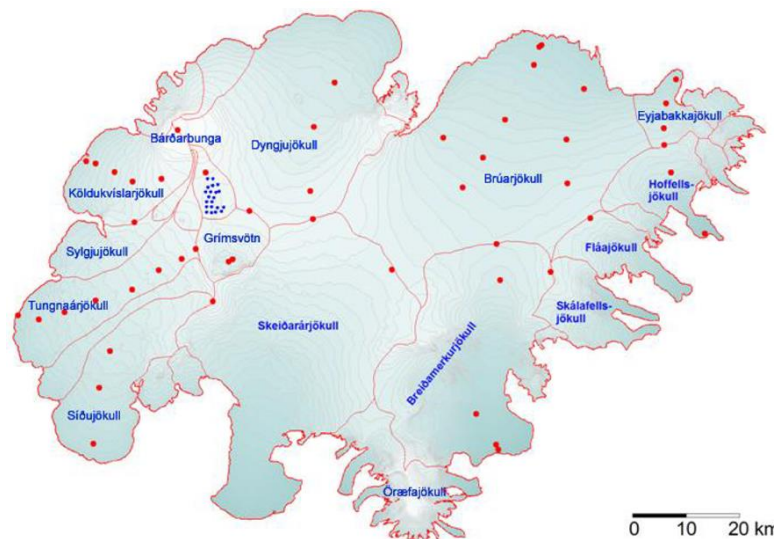 Bárðarbunga
Dyngjujökull
Eyjabakkajökull
Köldukvíslarjökull
Brúarjökull
Hoffells-
jökull
Grímsvötn
Sylgjujökull
Fláajökull
Tungnaárjökull
Skálafells-
jökull
Skeiðarárjökull
Breiðamerkurjökull
Síðujökull
Öræfajökull
0 10 20 km